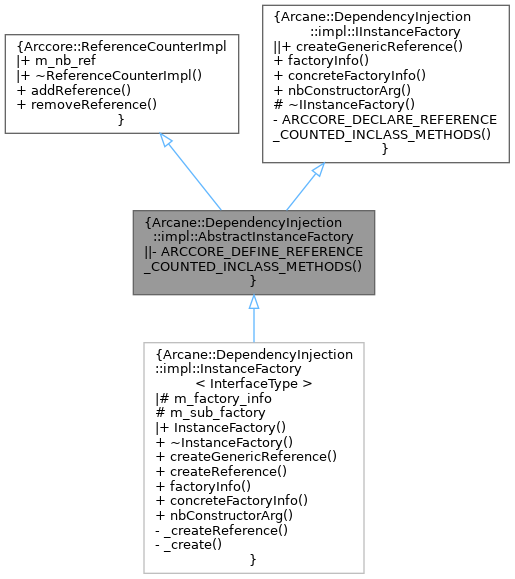 {Arccore::ReferenceCounterImpl
|+ m_nb_ref
|+ ~ReferenceCounterImpl()
+ addReference()
+ removeReference()
}
{Arcane::DependencyInjection
::impl::IInstanceFactory
||+ createGenericReference()
+ factoryInfo()
+ concreteFactoryInfo()
+ nbConstructorArg()
# ~IInstanceFactory()
- ARCCORE_DECLARE_REFERENCE
_COUNTED_INCLASS_METHODS()
}
{Arcane::DependencyInjection
::impl::AbstractInstanceFactory
||- ARCCORE_DEFINE_REFERENCE
_COUNTED_INCLASS_METHODS()
}
{Arcane::DependencyInjection
::impl::InstanceFactory
< InterfaceType >
|# m_factory_info
# m_sub_factory
|+ InstanceFactory()
+ ~InstanceFactory()
+ createGenericReference()
+ createReference()
+ factoryInfo()
+ concreteFactoryInfo()
+ nbConstructorArg()
- _createReference()
- _create()
}